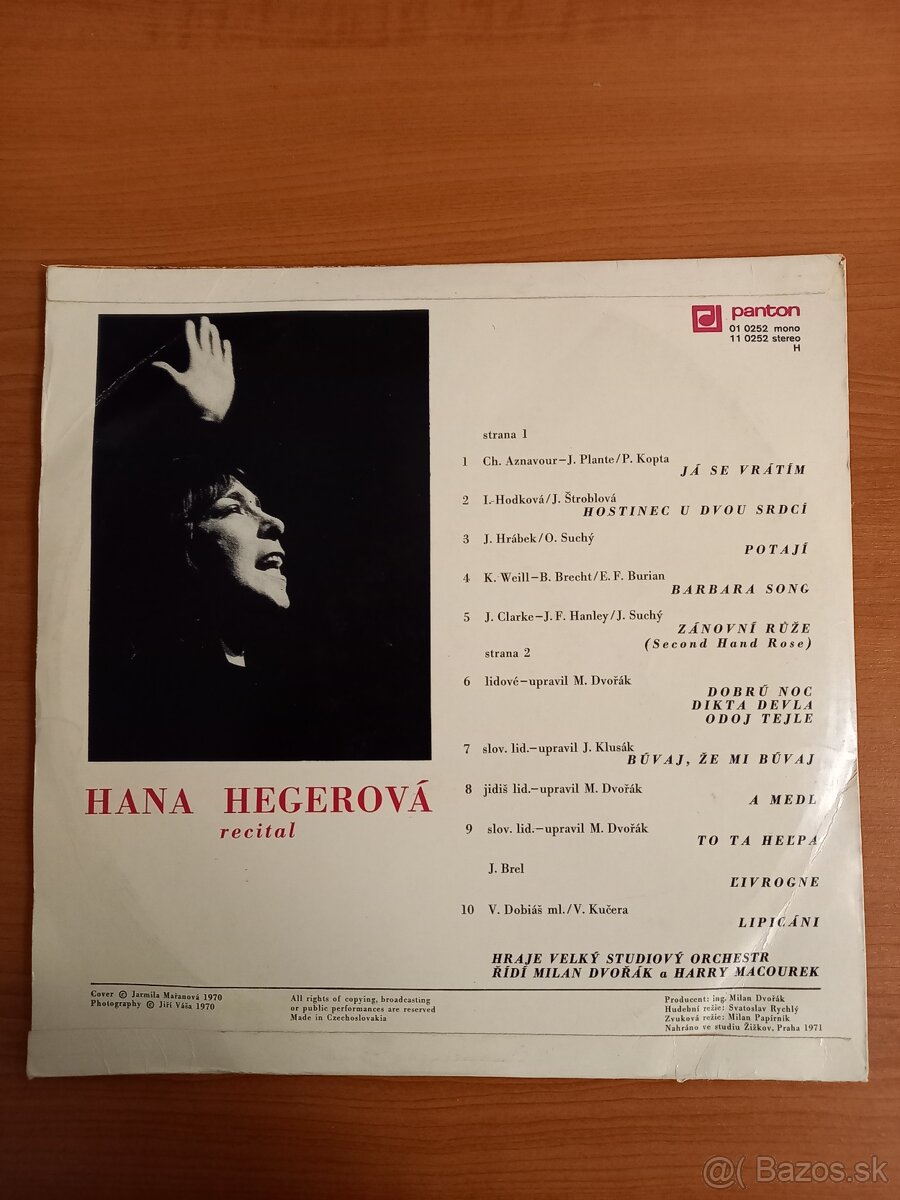 panton
01 0252 mono
11 0252 stereo
H
strana 1
1 Ch. Aznavour–J. Plante/P. Kopta
JÁ SE VRÁTÍM
2 I. Hodková/J. Štroblová
HOSTINEC U DVOU SRDCÍ
3 J. Hrábek/O. Suchý
POTAJÍ
4 K. Weill–B. Brecht/E. F. Burian
BARBARA SONG
5 J. Clarke–J. F. Hanley/J. Suchý
ZÁNOVNÍ RŮŽE
(Second Hand Rose)
strana 2
6 lidové–upravil M. Dvořák
DOBRÚ NOC
DIKTA DEVLA
ODOJ TEJLE
7 slov. lid.–upravil J. Klusák
BÚVAJ, ŽE MI BÚVAJ
8 jidiš lid.–upravil M. Dvořák
A MEDL
9 slov. lid.–upravil M. Dvořák
TO TA HEĽPA
J. Brel
ĽIVROGNE
10 V. Dobiáš ml./V. Kučera
LIPICÁNI
HRAJE VELKÝ STUDIOVÝ ORCHESTR
ŘÍDÍ MILAN DVOŘÁK a HARRY MACOUREK
HANA HEGEROVÁ
recital
Cover © Jarmila Mařanová 1970
Photography © Jiří Váša 1970
All rights of copying, broadcasting
or public performances are reserved
Made in Czechoslovakia
Producent: ing. Milan Dvořák
Hudební režie: Svatoslav Rychlý
Zvuková režie: Milan Papírník
Nahráno ve studiu Žižkov, Praha 1971
@( Bazos.sk